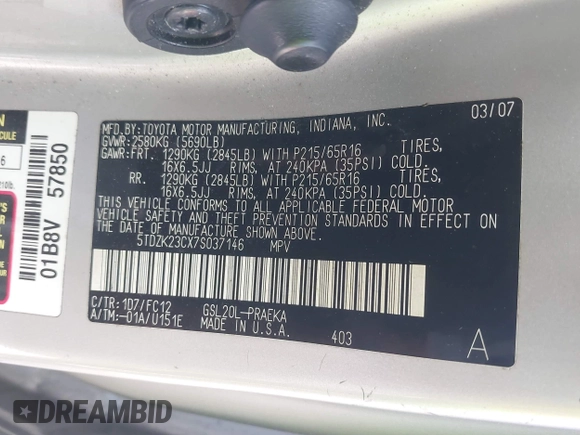 MFD.BY:TOYOTA MOTOR MANUFACTURING, INDIANA, INC. 03/07
GVWR:2580KG (5690LB)
GAWR:FRT. 1290KG (2845LB) WITH P215/65R16 TIRES,
16X6.5JJ RIMS, AT 240KPA (35PSI) COLD.
RR. 1290KG (2845LB) WITH P215/65R16 TIRES,
16X6.5JJ RIMS, AT 240KPA (35PSI) COLD.
THIS VEHICLE CONFORMS TO ALL APPLICABLE FEDERAL MOTOR
VEHICLE SAFETY AND THEFT PREVENTION STANDARDS IN EFFECT ON
THE DATE OF MANUFACTURE SHOWN ABOVE.
5TDZK23CX7S037146 MPV
C/TR:1D7/FC12 GSL20L-PRAEKA
A/TM:-01A/U151E MADE IN U.S.A. 403 A
01B8V 57850
DREAMBID